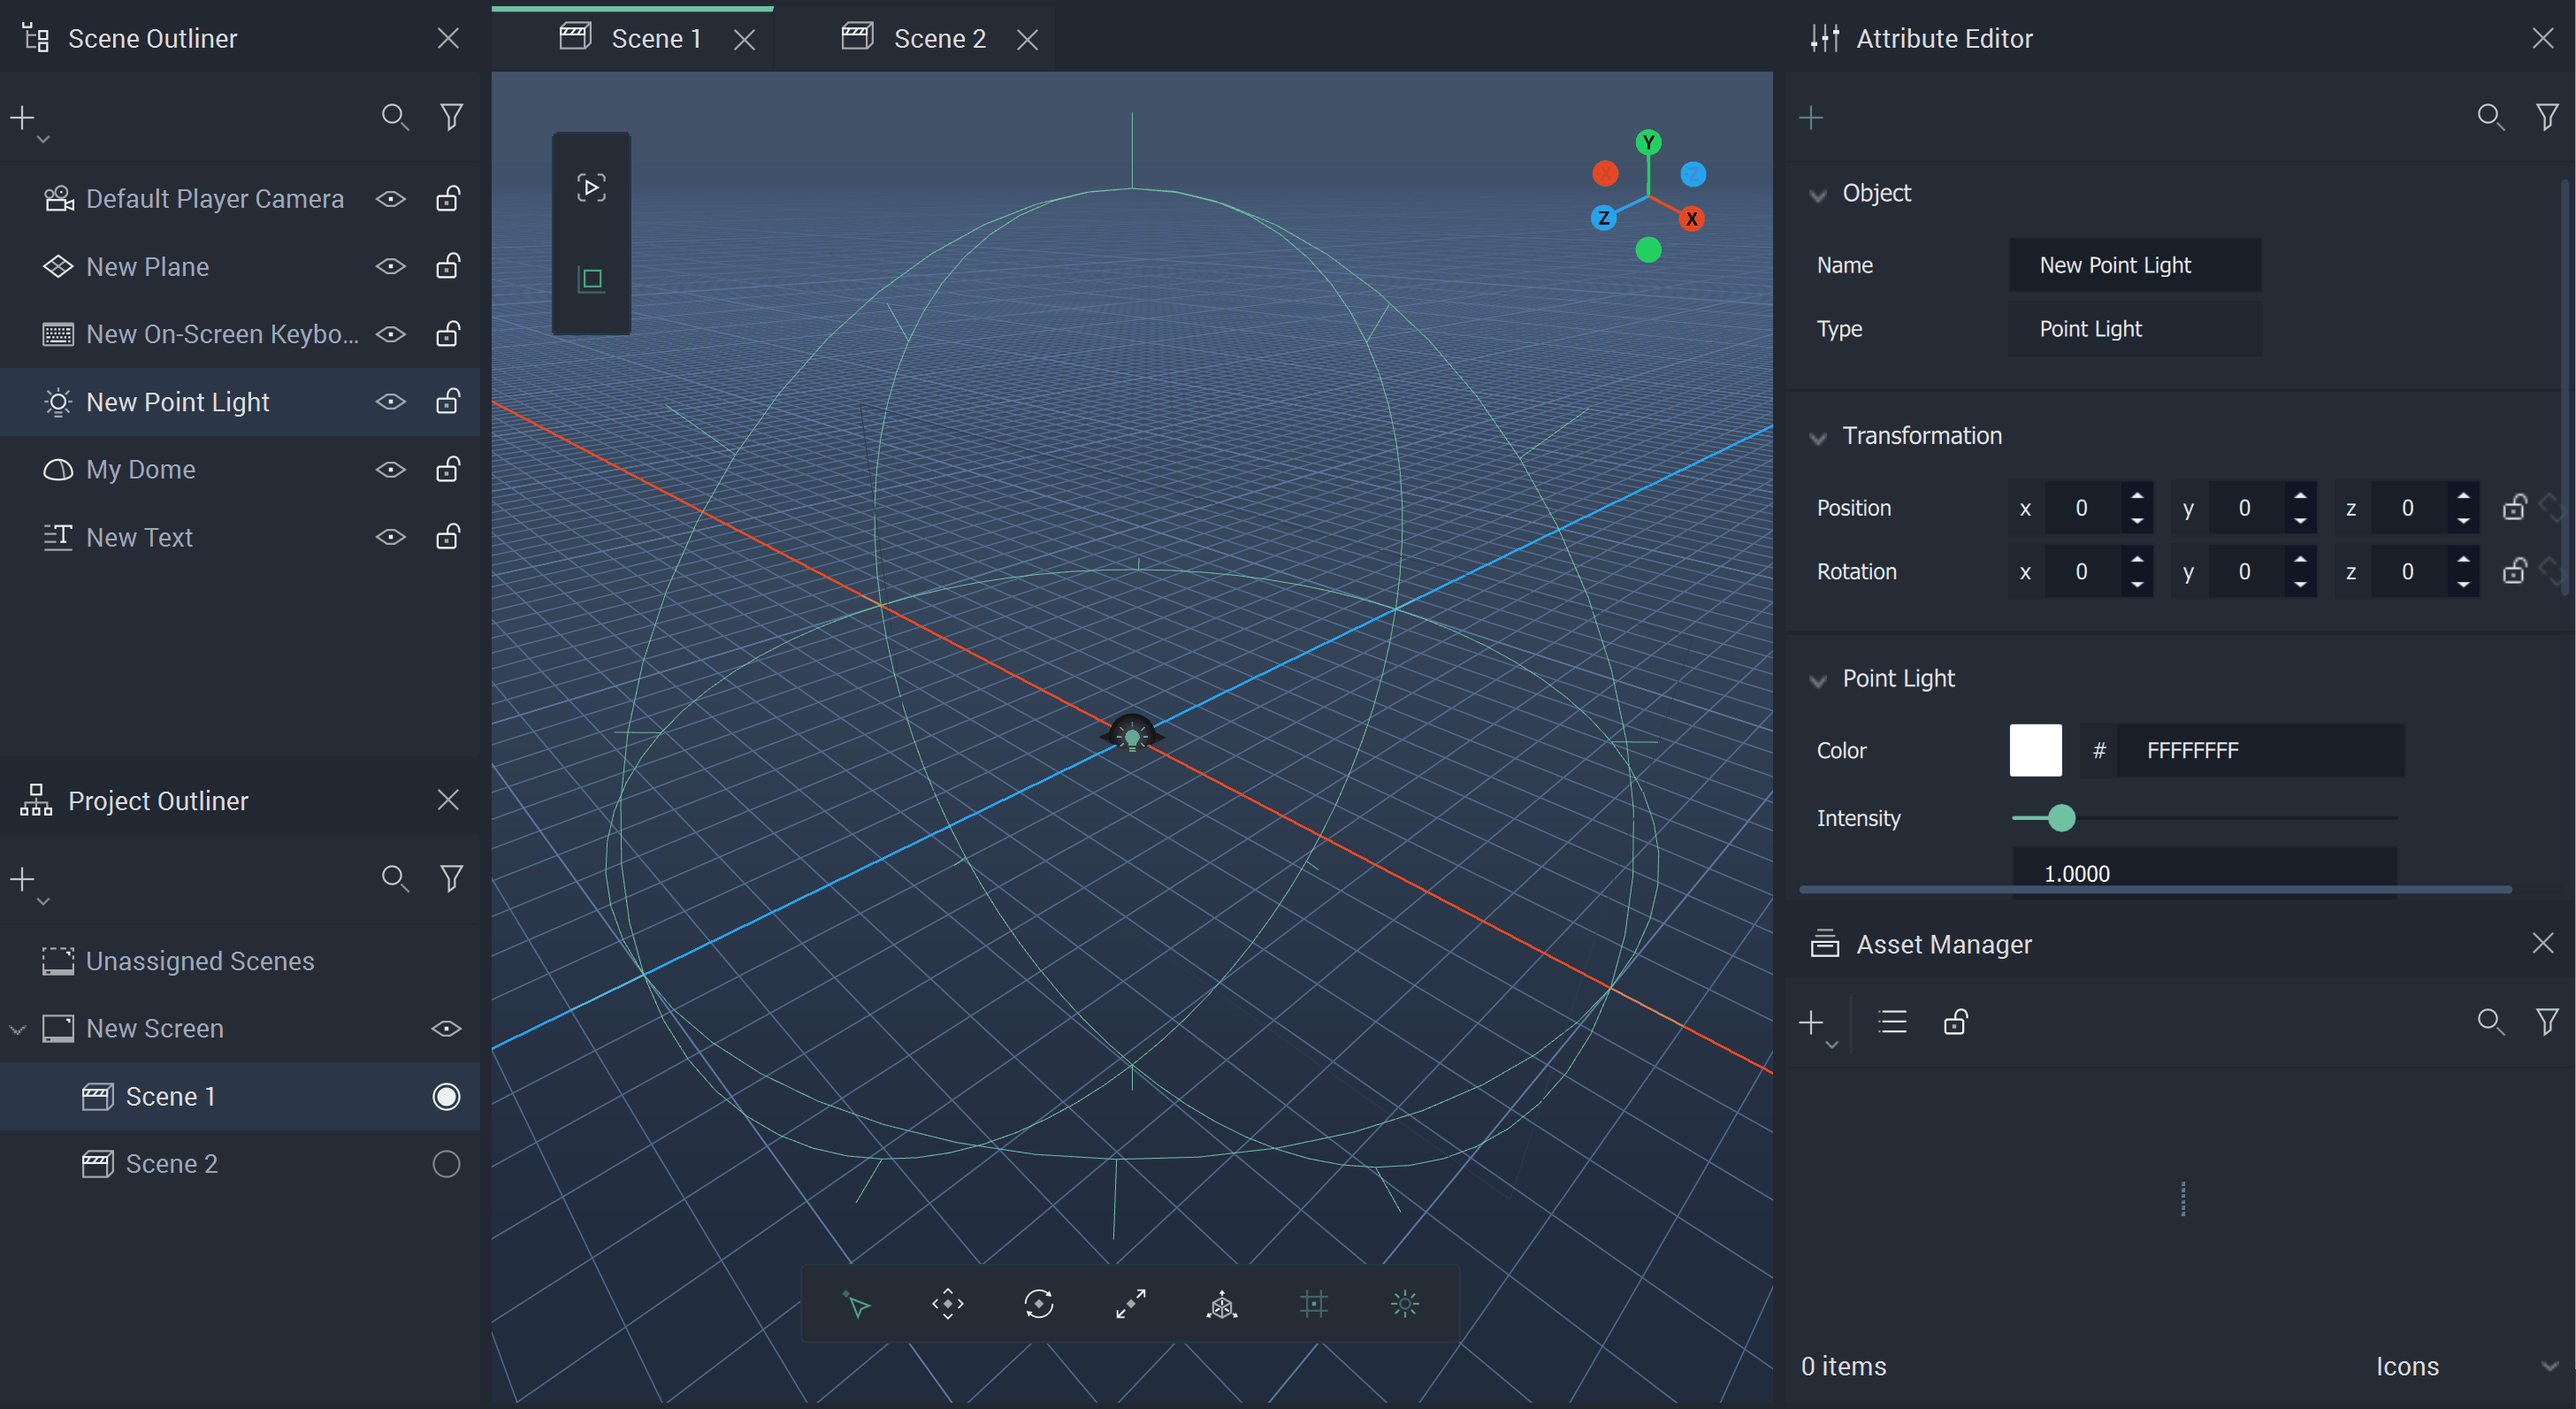 Scene Outliner
Default Player Camera
New Plane
New On-Screen Keybo...
New Point Light
My Dome
New Text
Project Outliner
Unassigned Scenes
New Screen
Scene 1
Scene 2
Scene 1
Scene 2
Y
X
Z
Z
X
Attribute Editor
Object
Name New Point Light
Type Point Light
Transformation
Position x 0 y 0 z 0
Rotation x 0 y 0 z 0
Point Light
Color # FFFFFFFF
Intensity
1.0000
Asset Manager
0 items Icons